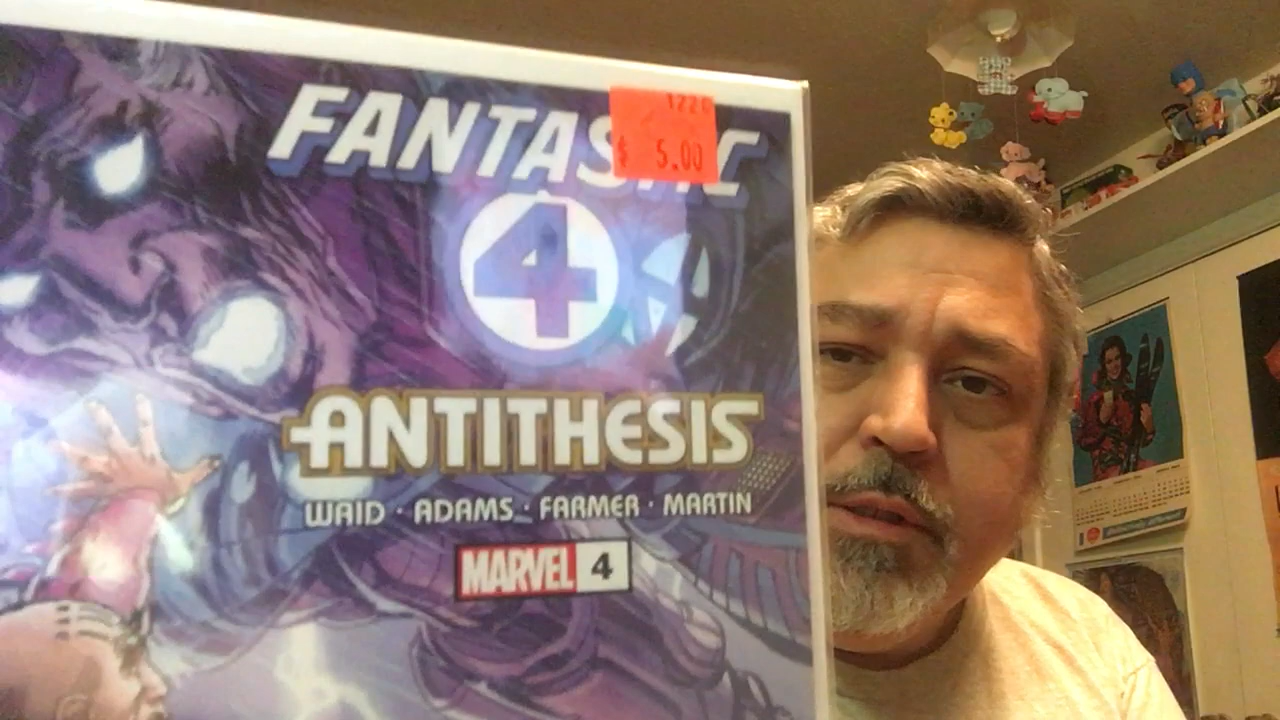 FANTASTIC
1220
$ 5.00
4
ANTITHESIS
WAID · ADAMS · FARMER · MARTIN
MARVEL 4